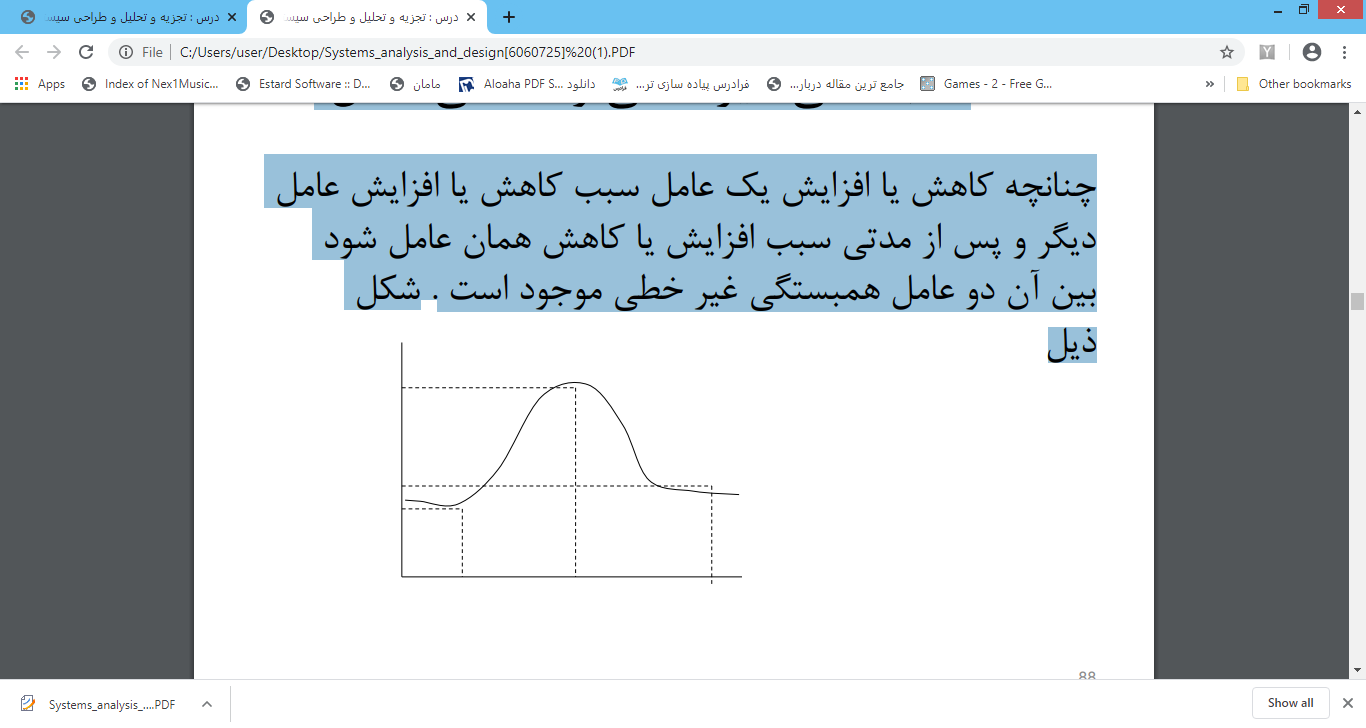 درس : تجزیه و تحلیل و طراحی سیس
درس : تجزیه و تحلیل و طراحی سیس
File
C:/Users/user/Desktop/Systems_analysis_and_design[6060725]%20(1).PDF
Apps
Index of Nex1Music...
Estard Software :: D...
مامان
دانلود Aloaha PDF S...
فرادرس پیاده سازی تر...
جامع ترین مقاله دربار...
Games - 2 - Free G...
Other bookmarks
چنانچه کاهش یا افزایش یک عامل سبب کاهش یا افزایش عامل
دیگر و پس از مدتی سبب افزایش یا کاهش همان عامل شود
بین آن دو عامل همبستگی غیر خطی موجود است . شکل
ذیل
88
Systems_analysis_....PDF
Show all